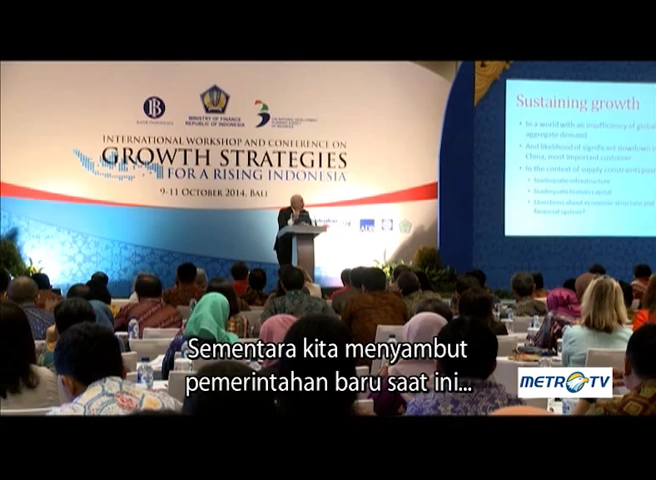 BI
BANK INDONESIA
MINISTRY OF FINANCE
REPUBLIC OF INDONESIA
INTERNATIONAL WORKSHOP AND CONFERENCE ON
GROWTH STRATEGIES
FOR A RISING INDONESIA
9-11 OCTOBER 2014, BALI
ADB
Sustaining growth
In a world with an insufficiency of global
aggregate demand
And likelihood of significant slowdown in
China, most important customer
In the context of supply constraints
Inadequate infrastructure
Inadequate human capital
Questions about economic structure and
financial system?
Sementara kita menyambut
pemerintahan baru saat ini...
METRO TV